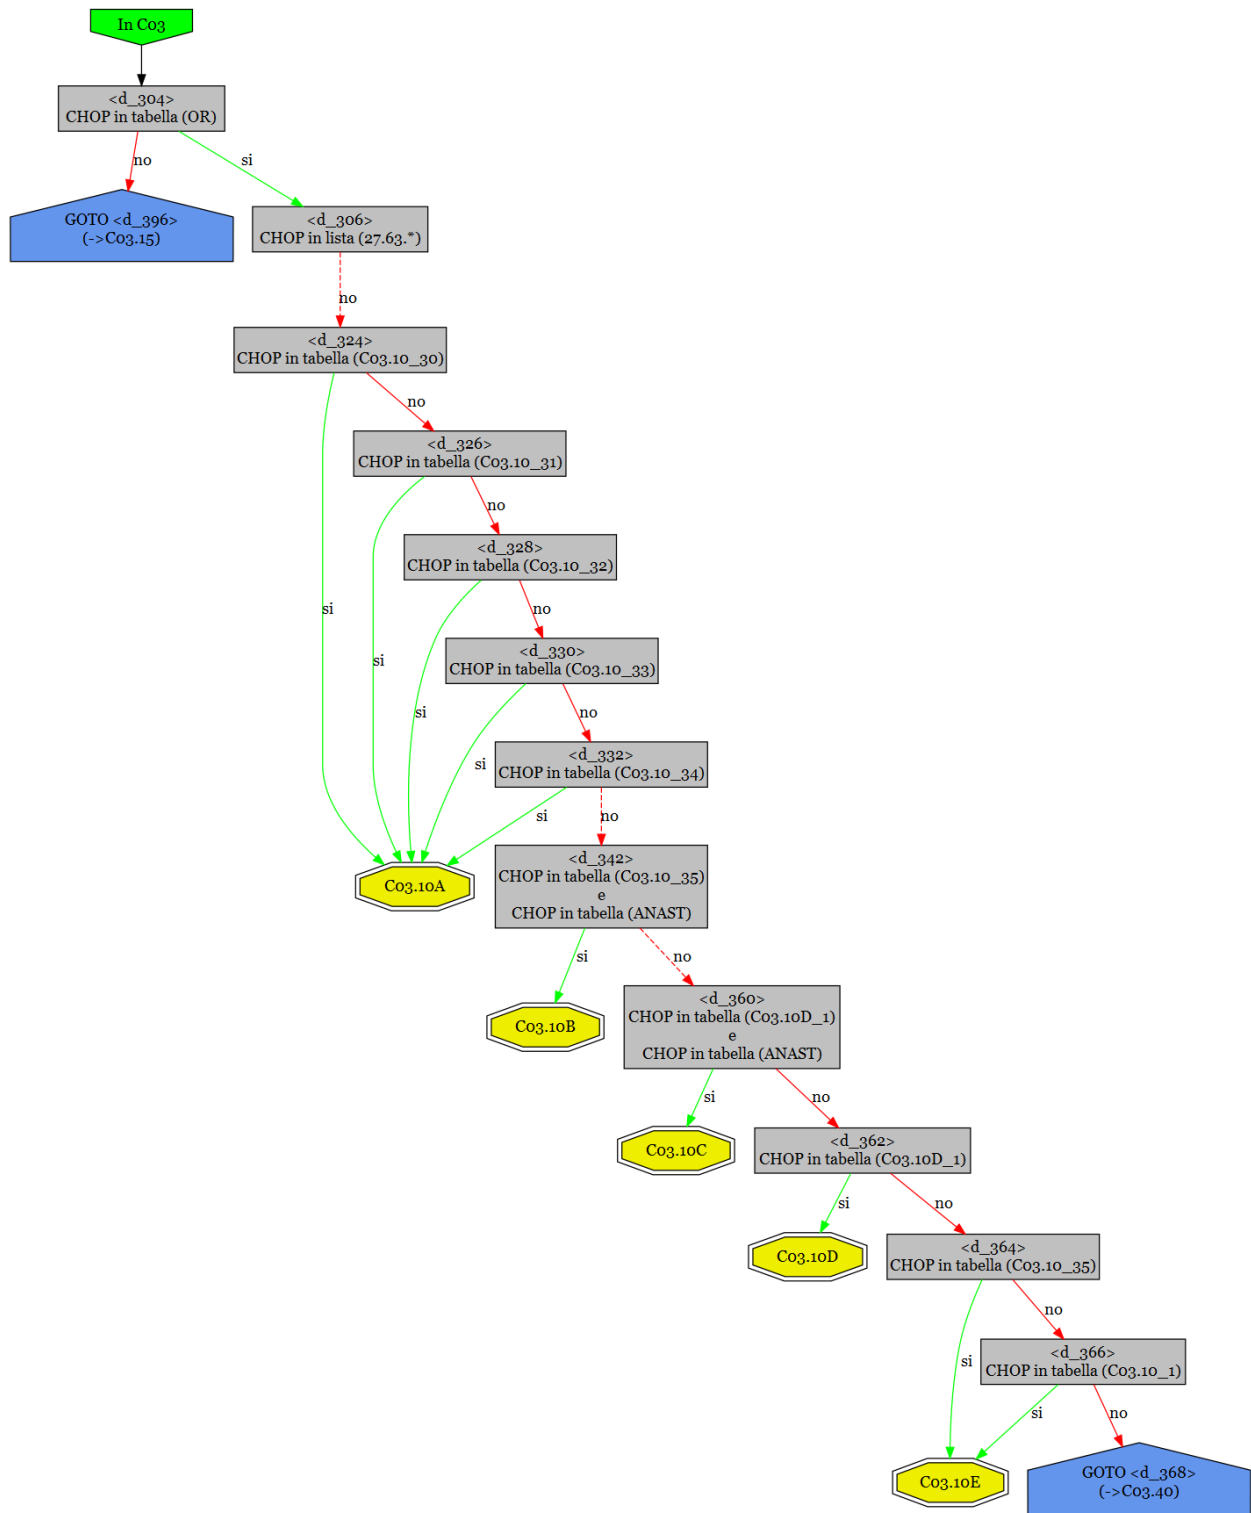 In C03
<d_304>
CHOP in tabella (OR)
no
si
GOTO <d_396>
(->C03.15)
<d_306>
CHOP in lista (27.63.*)
no
<d_324>
CHOP in tabella (C03.10_30)
no
<d_326>
CHOP in tabella (C03.10_31)
no
<d_328>
CHOP in tabella (C03.10_32)
si
no
<d_330>
CHOP in tabella (C03.10_33)
si
si
no
<d_332>
CHOP in tabella (C03.10_34)
si
si
no
<d_342>
CHOP in tabella (C03.10_35)
e
CHOP in tabella (ANAST)
C03.10A
si
no
<d_360>
CHOP in tabella (C03.10D_1)
e
CHOP in tabella (ANAST)
C03.10B
si
no
<d_362>
CHOP in tabella (C03.10D_1)
C03.10C
si
no
<d_364>
CHOP in tabella (C03.10_35)
C03.10D
no
<d_366>
CHOP in tabella (C03.10_1)
si
si
no
C03.10E
GOTO <d_368>
(->C03.40)